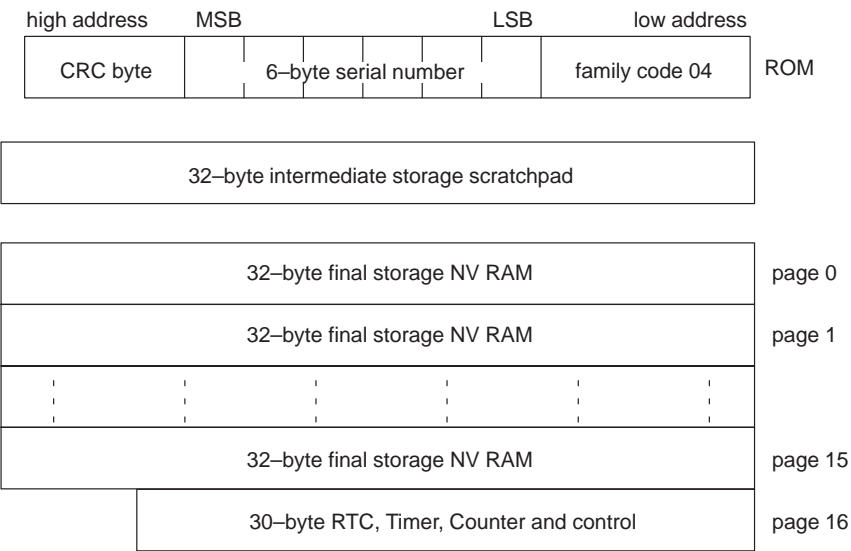 high address MSB LSB low address
CRC byte 6–byte serial number family code 04 ROM
32–byte intermediate storage scratchpad
32–byte final storage NV RAM page 0
32–byte final storage NV RAM page 1
32–byte final storage NV RAM page 15
30–byte RTC, Timer, Counter and control page 16